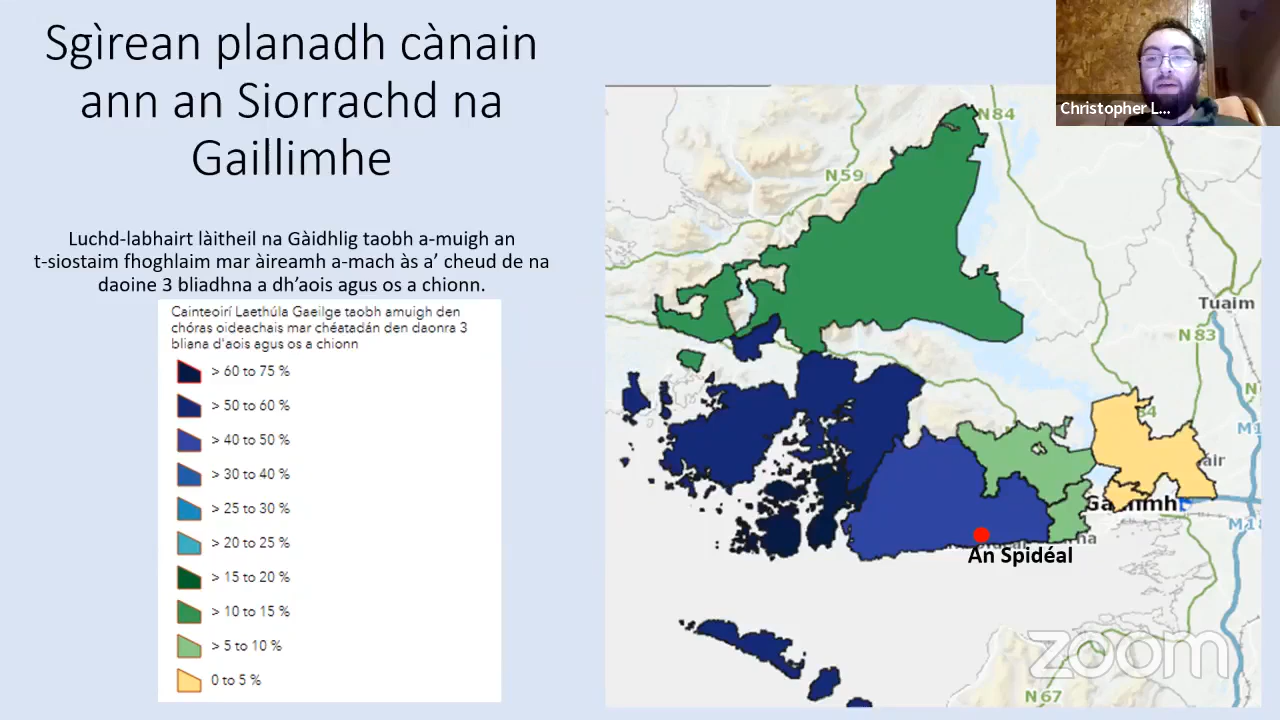 Sgìrean planadh cànain
ann an Siorrachd na
Gaillimhe
Luchd-labhairt làitheil na Gàidhlig taobh a-muigh an
t-siostaim fhoghlaim mar àireamh a-mach às a' cheud de na
daoine 3 bliadhna a dh'aois agus os a chionn.
Cainteoirí Laethúla Gaeilge taobh amuigh den
chóras oideachais mar chéatadán den daonra 3
bliana d'aois agus os a chionn
> 60 to 75 %
> 50 to 60 %
> 40 to 50 %
> 30 to 40 %
> 25 to 30 %
> 20 to 25 %
> 15 to 20 %
> 10 to 15 %
> 5 to 10 %
0 to 5 %
Christopher L...
N84
N59
Tuaim
N83
An Spidéal
N67
zoom